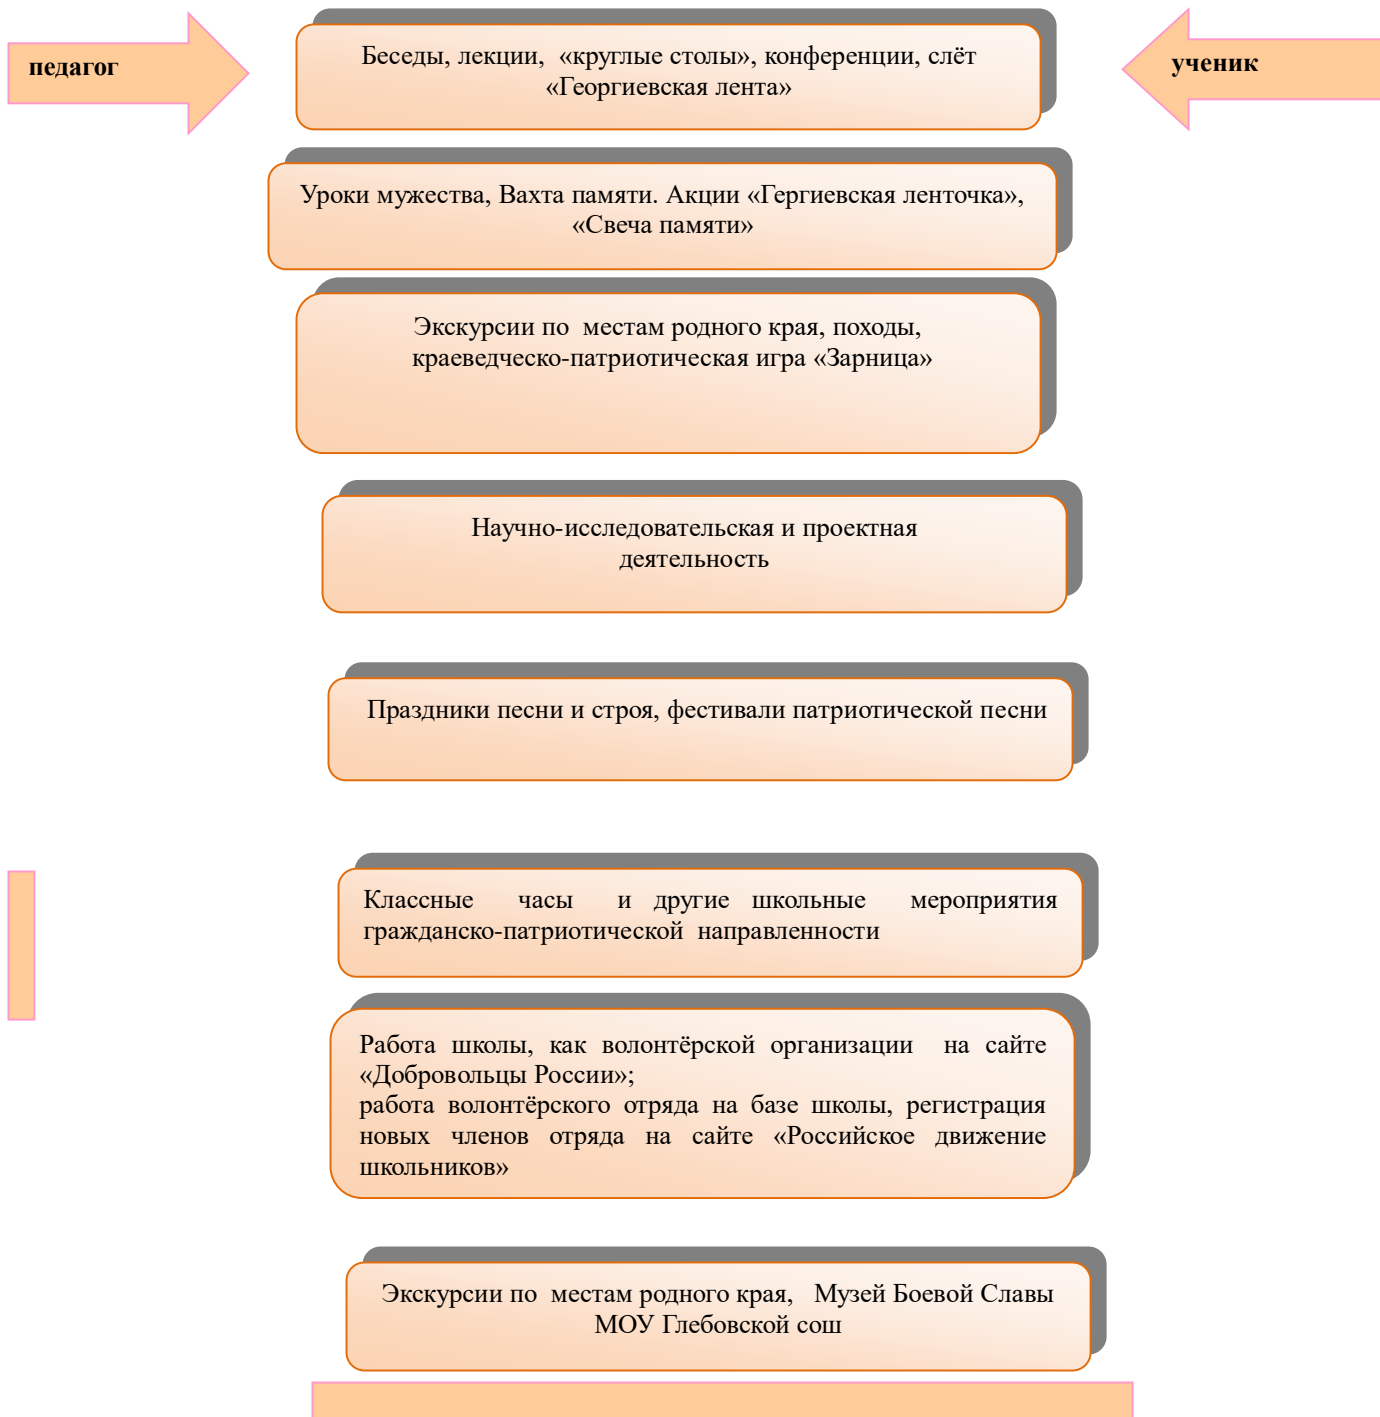 педагог
Беседы, лекции, «круглые столы», конференции, слёт
«Георгиевская лента»
ученик
Уроки мужества, Вахта памяти. Акции «Гергиевская ленточка»,
«Свеча памяти»
Экскурсии по местам родного края, походы,
краеведческо-патриотическая игра «Зарница»
Научно-исследовательская и проектная
деятельность
Праздники песни и строя, фестивали патриотической песни
Классные часы и другие школьные мероприятия
гражданско-патриотической направленности
Работа школы, как волонтёрской организации на сайте
«Добровольцы России»;
работа волонтёрского отряда на базе школы, регистрация
новых членов отряда на сайте «Российское движение
школьников»
Экскурсии по местам родного края, Музей Боевой Славы
МОУ Глебовской сош